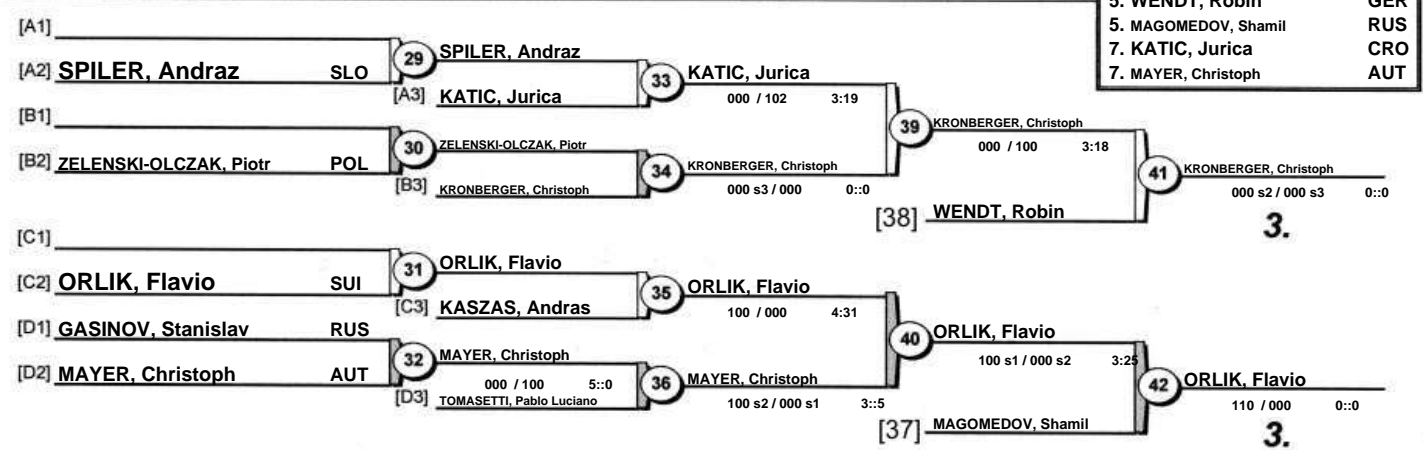 5. WENDT, Robin GER
5. MAGOMEDOV, Shamil RUS
7. KATIC, Jurica CRO
7. MAYER, Christoph AUT
[A1]
[A2] SPILER, Andraz SLO
29
SPILER, Andraz
[A3] KATIC, Jurica
33
KATIC, Jurica
000 / 102 3:19
[B1]
[B2] ZELENSKI-OLCZAK, Piotr POL
30
ZELENSKI-OLCZAK, Piotr
[B3] KRONBERGER, Christoph
34
KRONBERGER, Christoph
000 s3 / 000 0::0
39
KRONBERGER, Christoph
000 / 100 3:18
[38] WENDT, Robin
41
KRONBERGER, Christoph
000 s2 / 000 s3 0::0
3.
[C1]
[C2] ORLIK, Flavio SUI
31
ORLIK, Flavio
[C3] KASZAS, Andras
35
ORLIK, Flavio
100 / 000 4:31
[D1] GASINOV, Stanislav RUS
[D2] MAYER, Christoph AUT
32
MAYER, Christoph
000 / 100 5::0
[D3] TOMASETTI, Pablo Luciano
36
MAYER, Christoph
100 s2 / 000 s1 3::5
40
ORLIK, Flavio
100 s1 / 000 s2 3:25
[37] MAGOMEDOV, Shamil
42
ORLIK, Flavio
110 / 000 0::0
3.